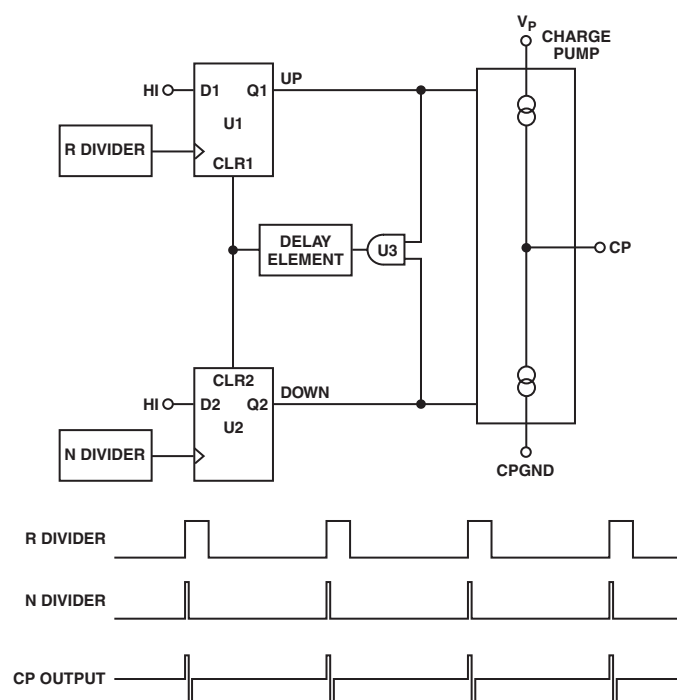 VP
CHARGE
PUMP
UP
HI
D1
Q1
U1
R DIVIDER
CLR1
DELAY
ELEMENT
U3
CP
CLR2
DOWN
HI
D2
Q2
U2
N DIVIDER
CPGND
R DIVIDER
N DIVIDER
CP OUTPUT